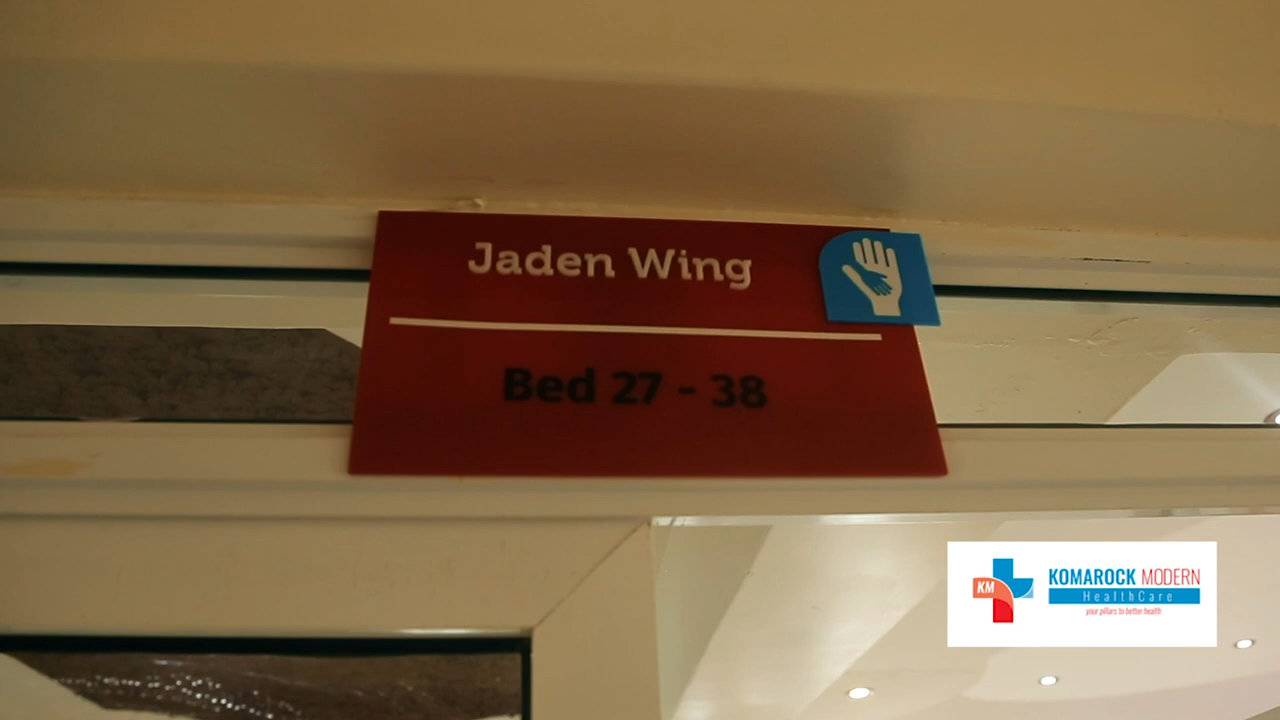 Jaden Wing
Bed 27 - 38
KM
KOMAROCK MODERN
HealthCare
your pillars to better health